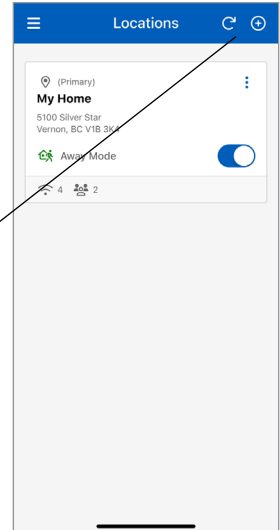 Locations
(Primary)
My Home
5100 Silver Star
Vernon, BC V1B 3K4
Away Mode
4 2